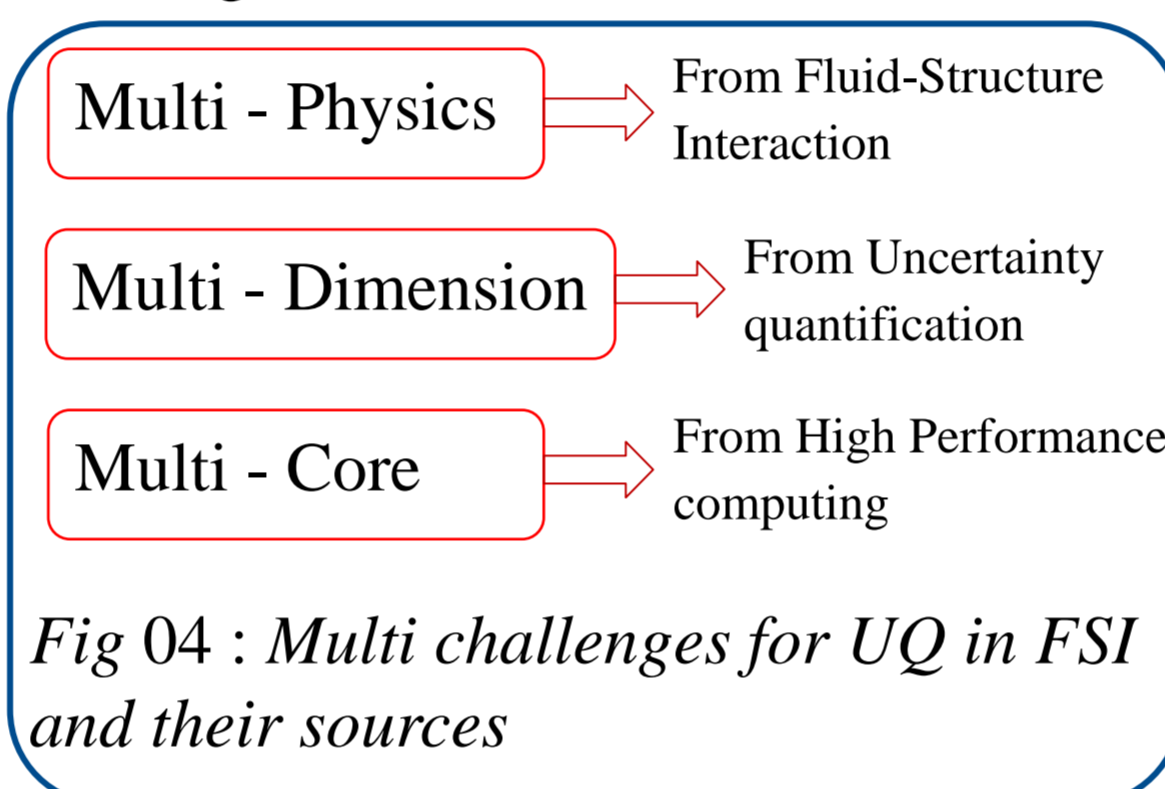 Multi - Physics
From Fluid-Structure
Interaction
Multi - Dimension
From Uncertainty
quantification
Multi - Core
From High Performance
computing
Fig 04 : Multi challenges for UQ in FSI
and their sources